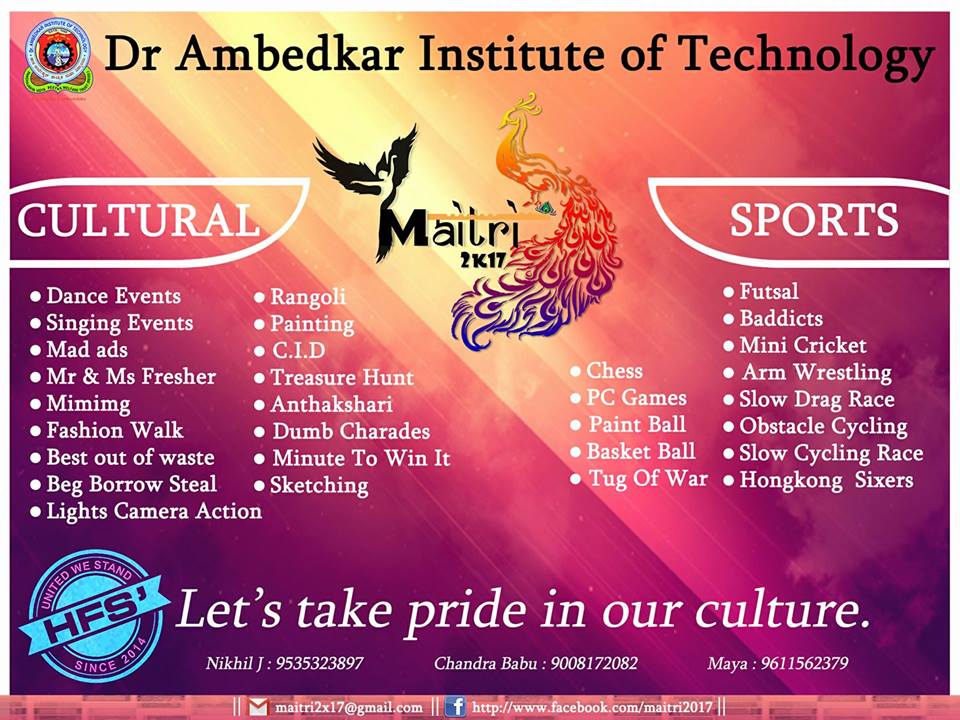 Dr Ambedkar Institute of Technology
Maitri
2K17
CULTURAL
● Dance Events
● Singing Events
● Mad ads
● Mr & Ms Fresher
● Mimimg
● Fashion Walk
● Best out of waste
● Beg Borrow Steal
● Lights Camera Action
● Rangoli
● Painting
● C.I.D
● Treasure Hunt
● Anthakshari
● Dumb Charades
● Minute To Win It
● Sketching
SPORTS
● Chess
● PC Games
● Paint Ball
● Basket Ball
● Tug Of War
● Futsal
● Baddicts
● Mini Cricket
● Arm Wrestling
● Slow Drag Race
● Obstacle Cycling
● Slow Cycling Race
● Hongkong Sixers
UNITED WE STAND
HFS'
SINCE 2014
Let's take pride in our culture.
Nikhil J : 9535323897 Chandra Babu : 9008172082 Maya : 9611562379
|| maitri2x17@gmail.com || f http://www.facebook.com/maitri2017 ||